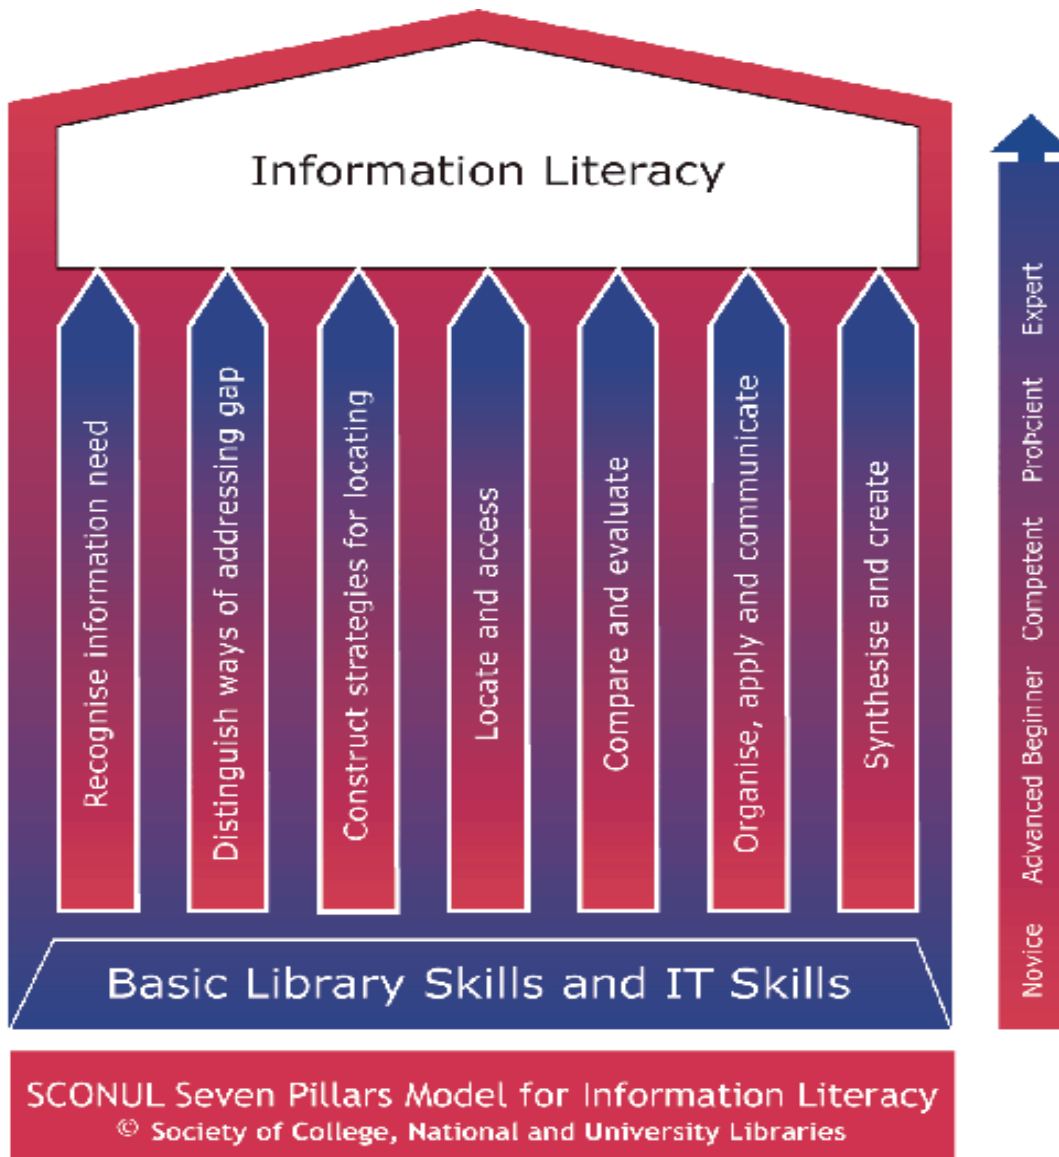 Information Literacy
Recognise information need
Distinguish ways of addressing gap
Construct strategies for locating
Locate and access
Compare and evaluate
Organise, apply and communicate
Synthesise and create
Basic Library Skills and IT Skills
Novice Advanced Beginner Competent ProÞcient Expert
SCONUL Seven Pillars Model for Information Literacy
© Society of College, National and University Libraries